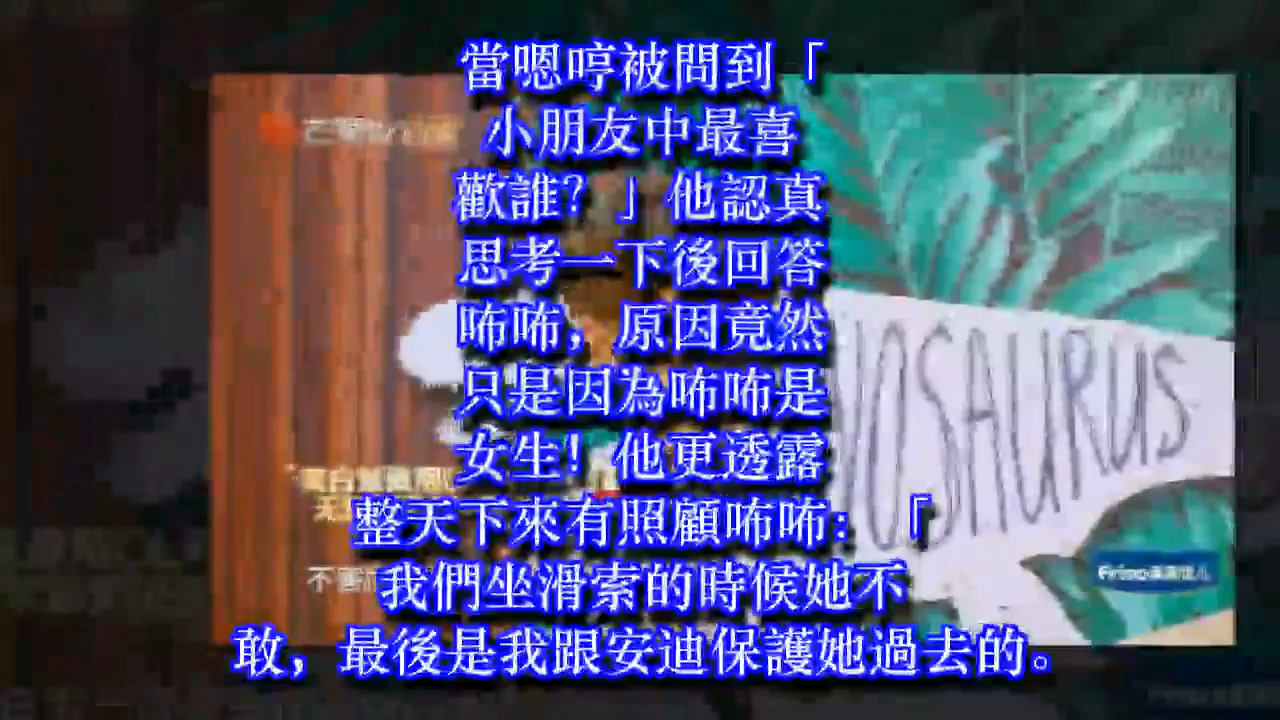 當嗯哼被問到「
小朋友中最喜
歡誰？」他認真
思考一下後回答
咘咘，原因竟然
只是因為咘咘是
女生！他更透露
整天下來有照顧咘咘：「
我們坐滑索的時候她不
敢，最後是我跟安迪保護她過去的。
NOSAURUS